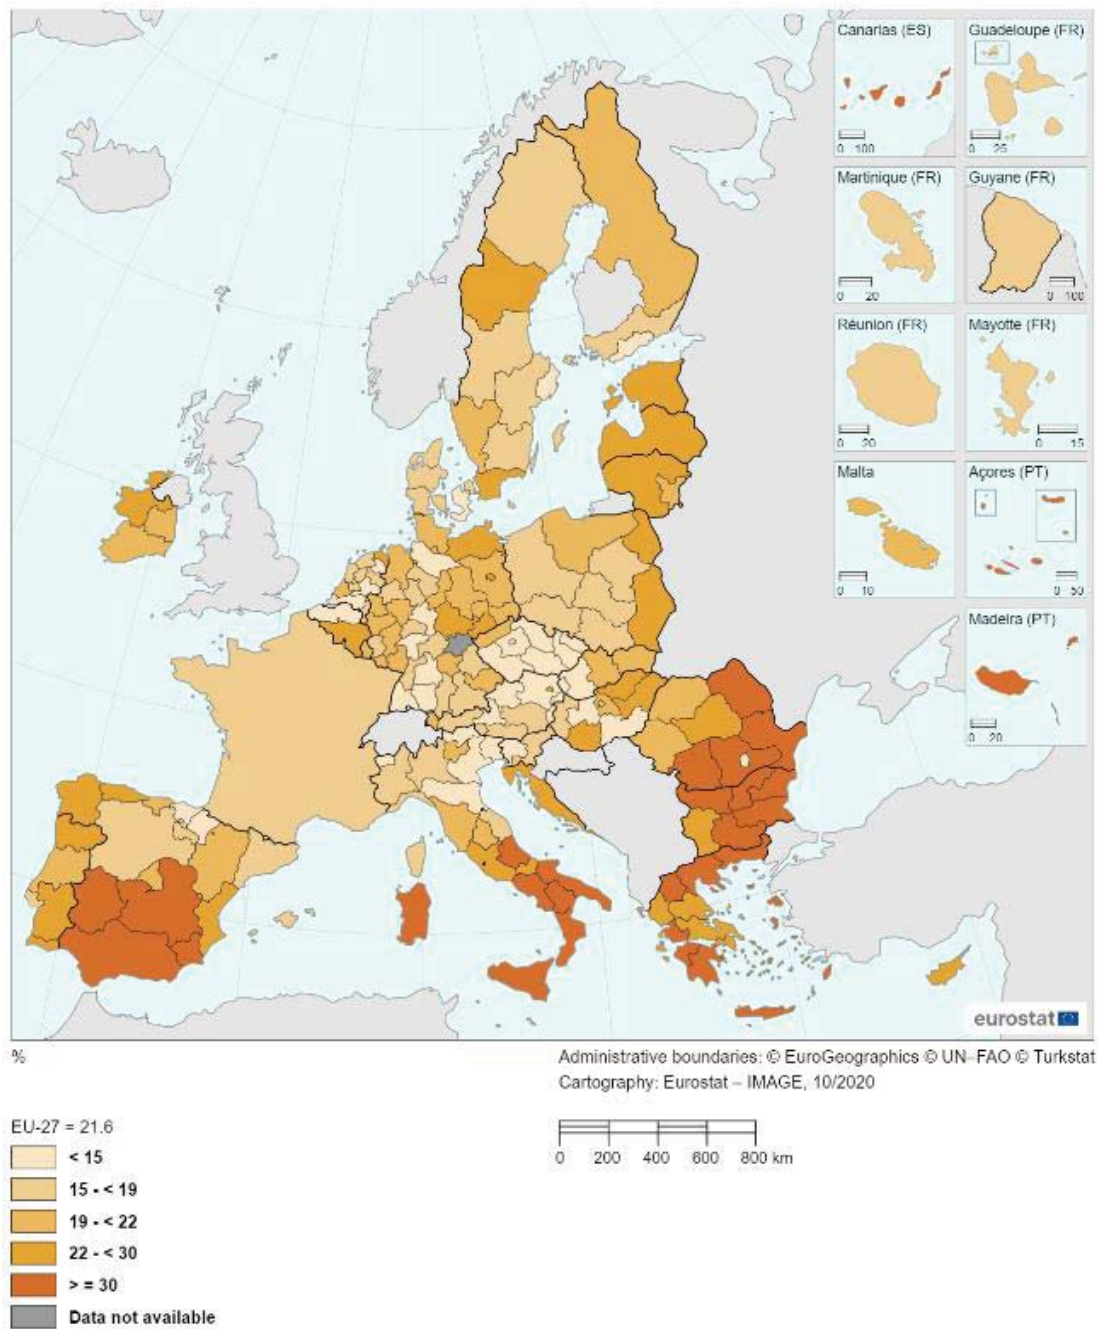 Canarias (ES)
0 100
Guadeloupe (FR)
0 25
Martinique (FR)
0 20
Guyane (FR)
0 100
Réunion (FR)
0 20
Mayotte (FR)
0 15
Malta
0 10
Açores (PT)
0 50
Madeira (PT)
0 20
eurostat
%
Administrative boundaries: © EuroGeographics © UN–FAO © Turkstat
Cartography: Eurostat – IMAGE, 10/2020
EU-27 = 21.6
< 15
15 - < 19
19 - < 22
22 - < 30
> = 30
Data not available
0 200 400 600 800 km